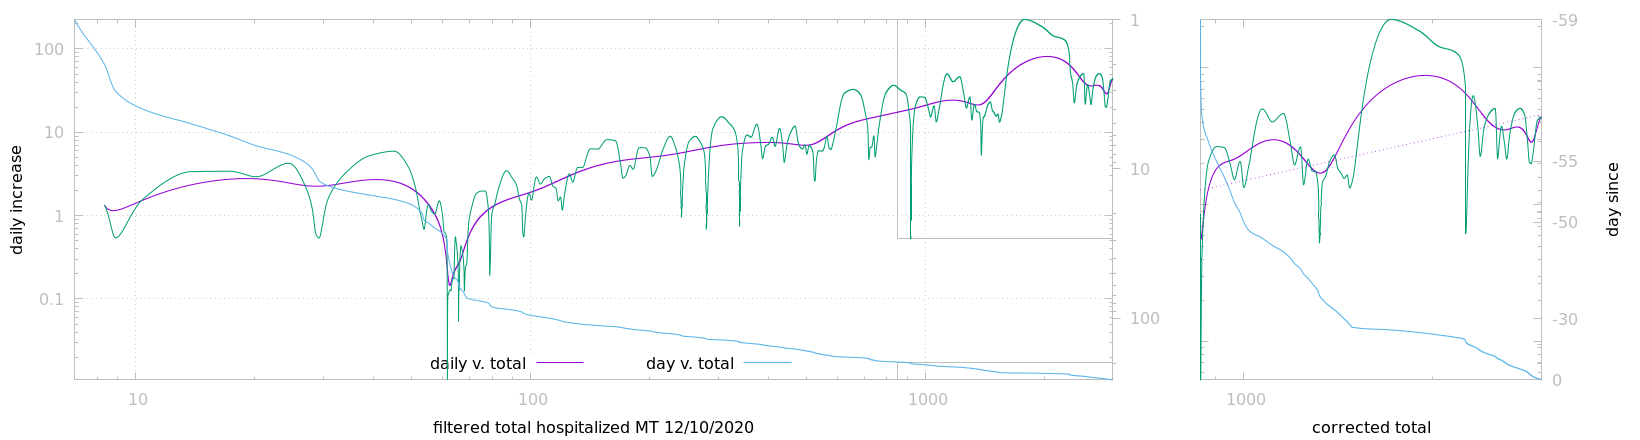 100
10
1
0.1
daily increase
1
10
100
daily v. total
day v. total
10
100
1000
filtered total hospitalized MT 12/10/2020
-59
-55
-50
-30
0
day since
1000
corrected total